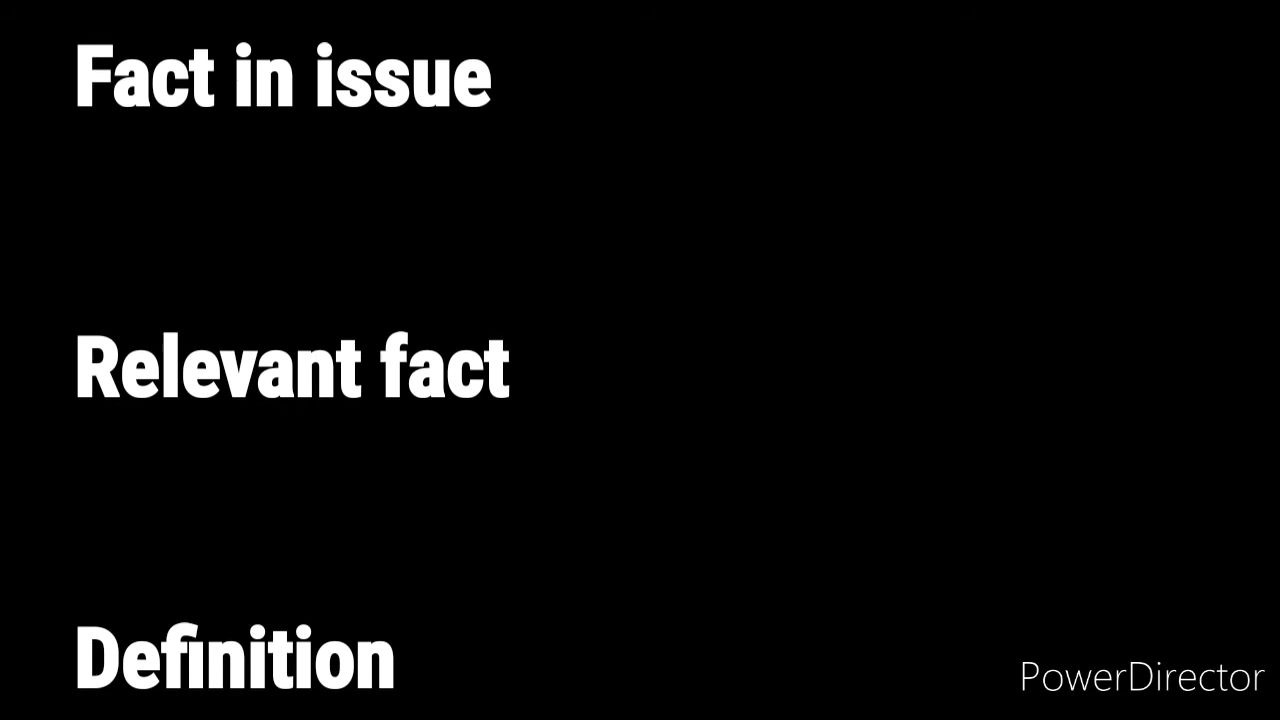 Fact in issue
Relevant fact
Definition
PowerDirector